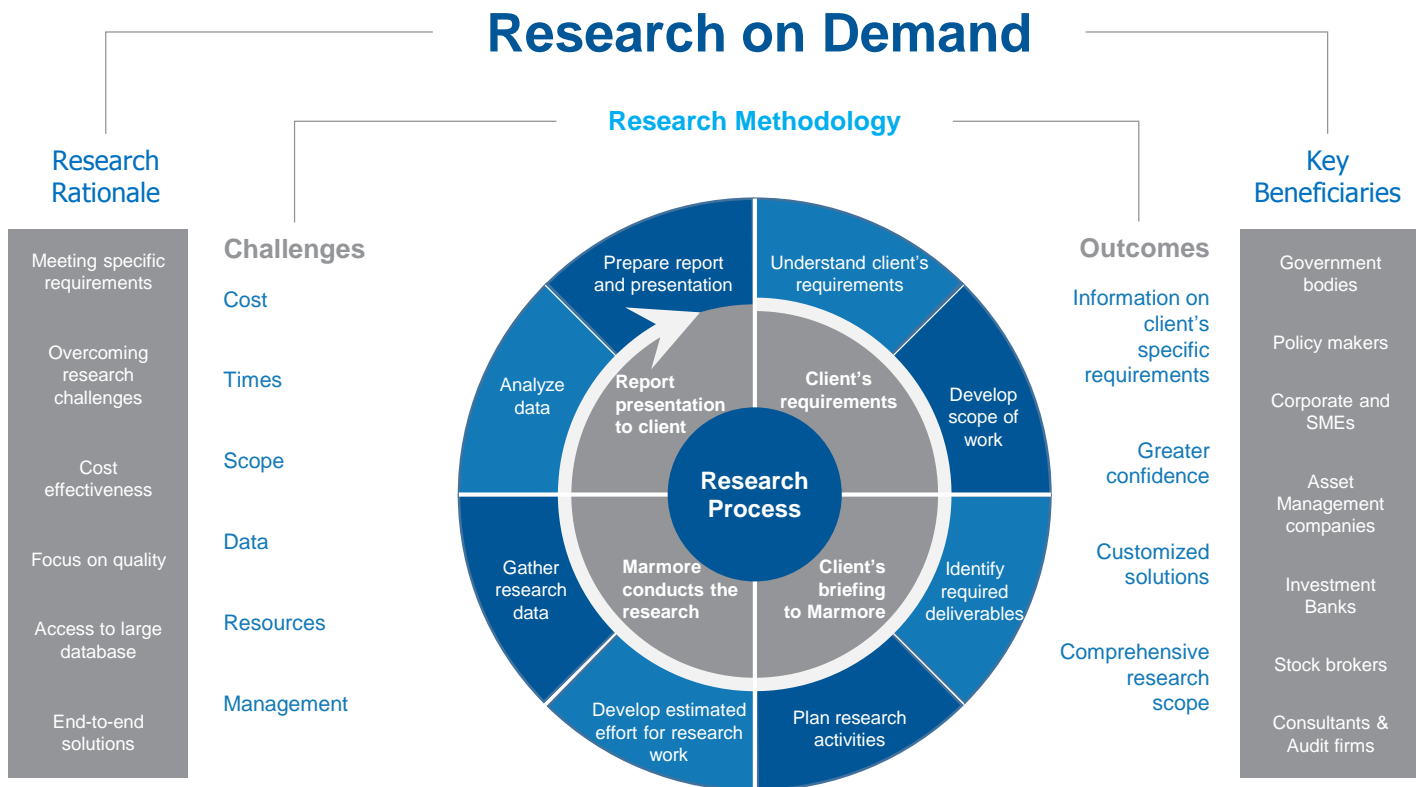 Research on Demand
Research Methodology
Research
Rationale
Meeting specific
requirements
Overcoming
research
challenges
Cost
effectiveness
Focus on quality
Access to large
database
End-to-end
solutions
Challenges
Cost
Times
Scope
Data
Resources
Management
Prepare report
and presentation
Understand client's
requirements
Develop
scope of
work
Identify
required
deliverables
Plan research
activities
Develop estimated
effort for research
work
Gather
research
data
Analyze
data
Report
presentation
to client
Client's
requirements
Client's
briefing
to Marmore
Marmore
conducts the
research
Research
Process
Outcomes
Information on
client's
specific
requirements
Greater
confidence
Customized
solutions
Comprehensive
research
scope
Key
Beneficiaries
Government
bodies
Policy makers
Corporate and
SMEs
Asset
Management
companies
Investment
Banks
Stock brokers
Consultants &
Audit firms